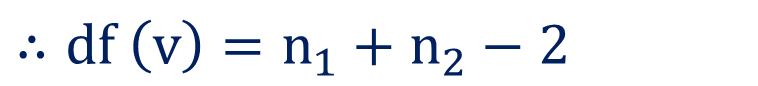 ∴ df (v) = n₁ + n₂ − 2